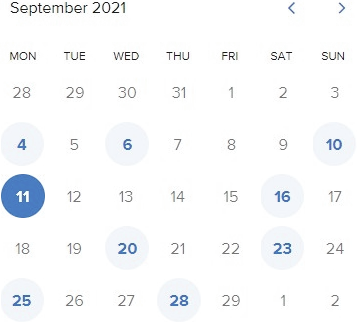 September 2021
MON TUE WED THU FRI SAT SUN
28 29 30 31 1 2 3
4 5 6 7 8 9 10
11 12 13 14 15 16 17
18 19 20 21 22 23 24
25 26 27 28 29 1 2